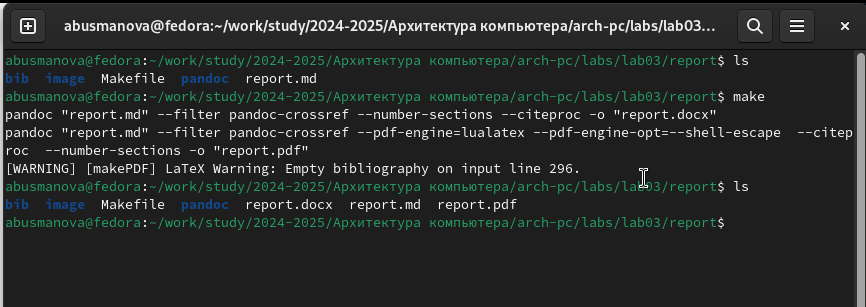 abusmanova@fedora:~/work/study/2024-2025/Архитектура компьютера/arch-pc/labs/lab03...
abusmanova@fedora:~/work/study/2024-2025/Архитектура компьютера/arch-pc/labs/lab03/report$ ls
bib  image  Makefile  pandoc  report.md
abusmanova@fedora:~/work/study/2024-2025/Архитектура компьютера/arch-pc/labs/lab03/report$ make
pandoc "report.md" --filter pandoc-crossref --number-sections --citeproc -o "report.docx"
pandoc "report.md" --filter pandoc-crossref --pdf-engine=lualatex --pdf-engine-opt=--shell-escape  --citep
roc  --number-sections -o "report.pdf"
[WARNING] [makePDF] LaTeX Warning: Empty bibliography on input line 296.
abusmanova@fedora:~/work/study/2024-2025/Архитектура компьютера/arch-pc/labs/lab03/report$ ls
bib  image  Makefile  pandoc  report.docx  report.md  report.pdf
abusmanova@fedora:~/work/study/2024-2025/Архитектура компьютера/arch-pc/labs/lab03/report$